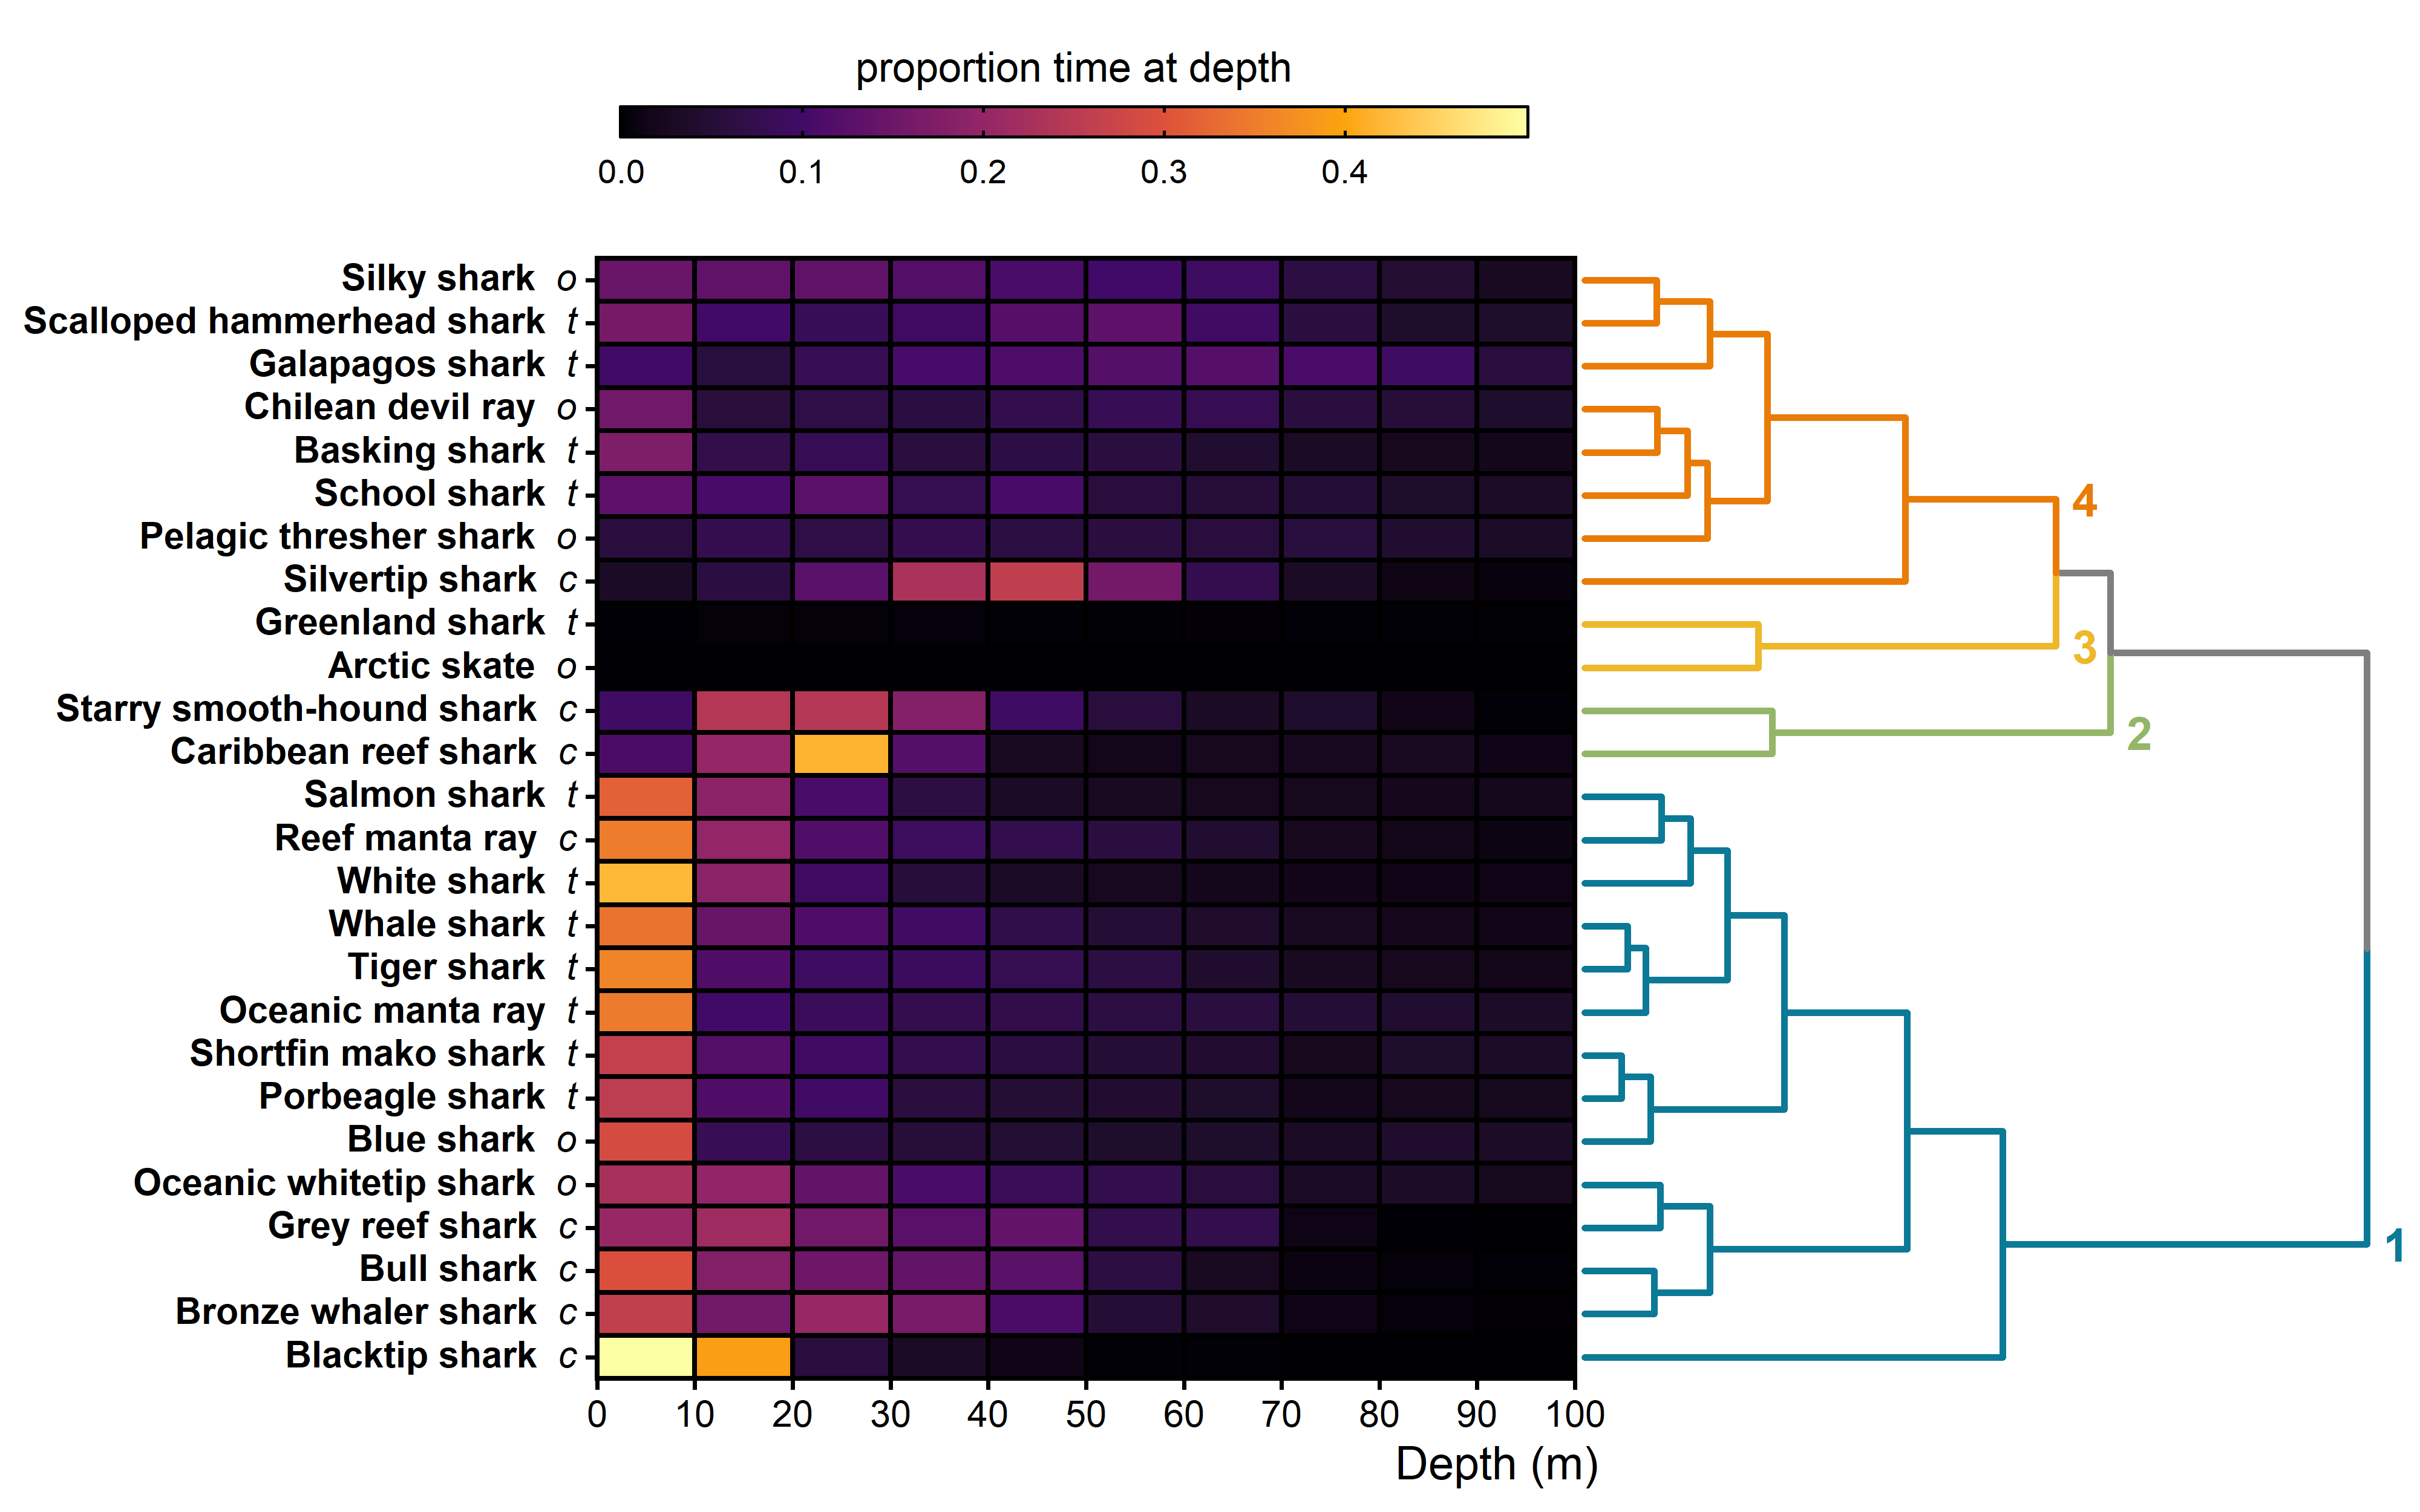 proportion time at depth
0.0 0.1 0.2 0.3 0.4
Silky shark o
Scalloped hammerhead shark t
Galapagos shark t
Chilean devil ray o
Basking shark t
School shark t
4
Pelagic thresher shark o
Silvertip shark c
Greenland shark t
3
Arctic skate o
Starry smooth-hound shark c
2
Caribbean reef shark c
Salmon shark t
Reef manta ray c
White shark t
Whale shark t
Tiger shark t
Oceanic manta ray t
Shortfin mako shark t
Porbeagle shark t
Blue shark o
Oceanic whitetip shark o
Grey reef shark c
1
Bull shark c
Bronze whaler shark c
Blacktip shark c
0 10 20 30 40 50 60 70 80 90 100
Depth (m)